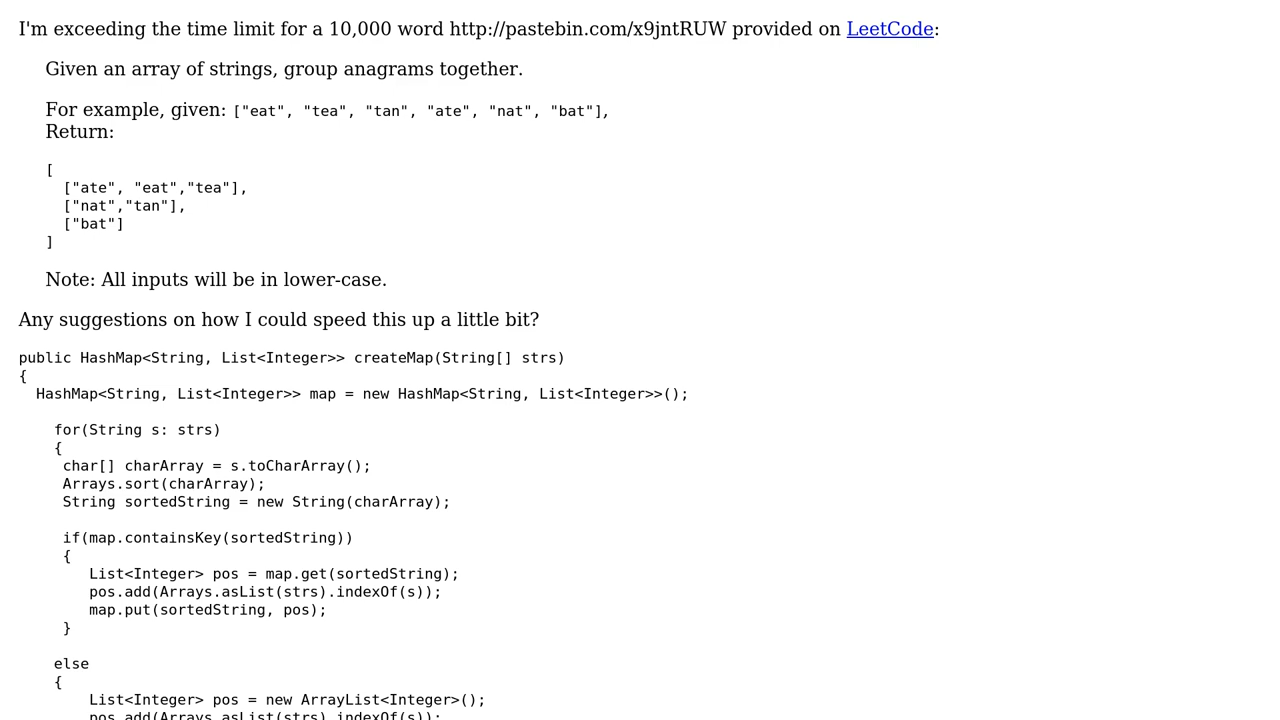 I'm exceeding the time limit for a 10,000 word http://pastebin.com/x9jntRUW provided on LeetCode:
Given an array of strings, group anagrams together.
For example, given: ["eat", "tea", "tan", "ate", "nat", "bat"],
Return:
[
  ["ate", "eat","tea"],
  ["nat","tan"],
  ["bat"]
]
Note: All inputs will be in lower-case.
Any suggestions on how I could speed this up a little bit?
public HashMap<String, List<Integer>> createMap(String[] strs)
{
  HashMap<String, List<Integer>> map = new HashMap<String, List<Integer>>();
    for(String s: strs)
    {
     char[] charArray = s.toCharArray();
     Arrays.sort(charArray);
     String sortedString = new String(charArray);
     if(map.containsKey(sortedString))
     {
        List<Integer> pos = map.get(sortedString);
        pos.add(Arrays.asList(strs).indexOf(s));
        map.put(sortedString, pos);
     }
    else
    {
        List<Integer> pos = new ArrayList<Integer>();
        pos.add(Arrays.asList(strs).indexOf(s));